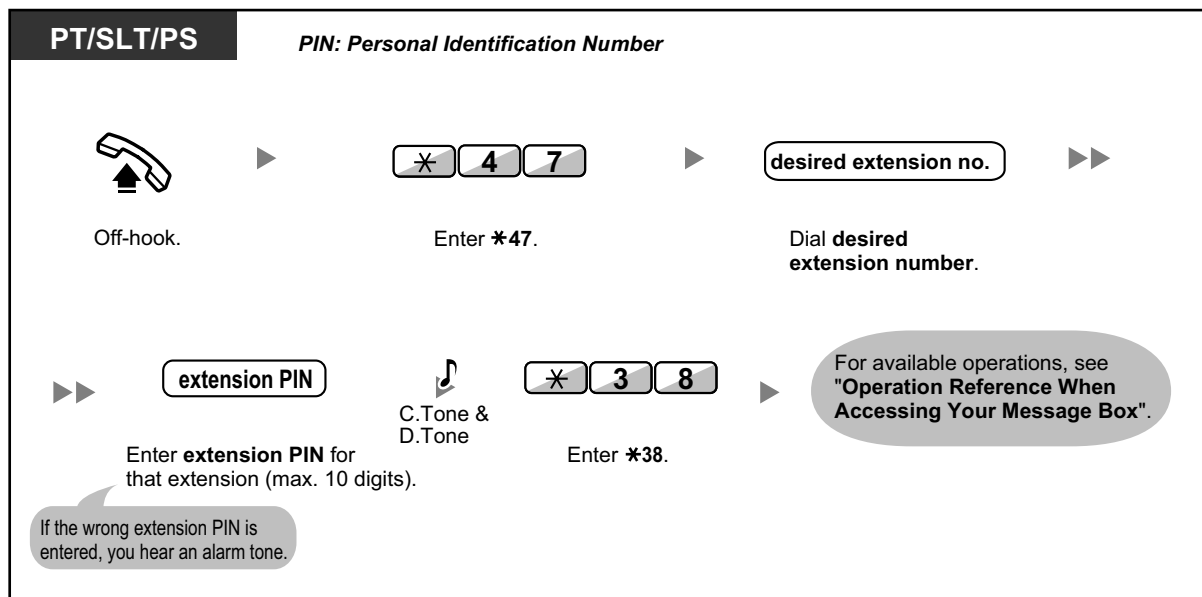 PT/SLT/PS
PIN: Personal Identification Number
✳ 4 7
desired extension no.
Off-hook.
Enter ✳47.
Dial desired
extension number.
extension PIN
C.Tone &
D.Tone
✳ 3 8
For available operations, see
"Operation Reference When
Accessing Your Message Box".
Enter extension PIN for
that extension (max. 10 digits).
Enter ✳38.
If the wrong extension PIN is
entered, you hear an alarm tone.